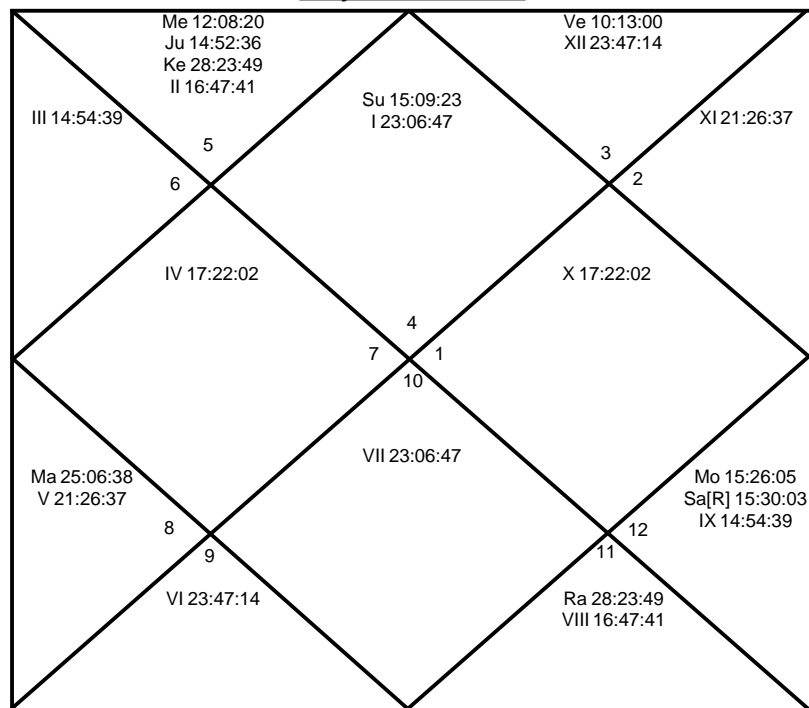 Me 12:08:20
Ju 14:52:36
Ke 28:23:49
II 16:47:41
Ve 10:13:00
XII 23:47:14
Su 15:09:23
I 23:06:47
III 14:54:39
XI 21:26:37
5
3
6
2
IV 17:22:02
X 17:22:02
4
7
1
10
VII 23:06:47
Ma 25:06:38
V 21:26:37
Mo 15:26:05
Sa[R] 15:30:03
IX 14:54:39
8
12
9
11
VI 23:47:14
Ra 28:23:49
VIII 16:47:41